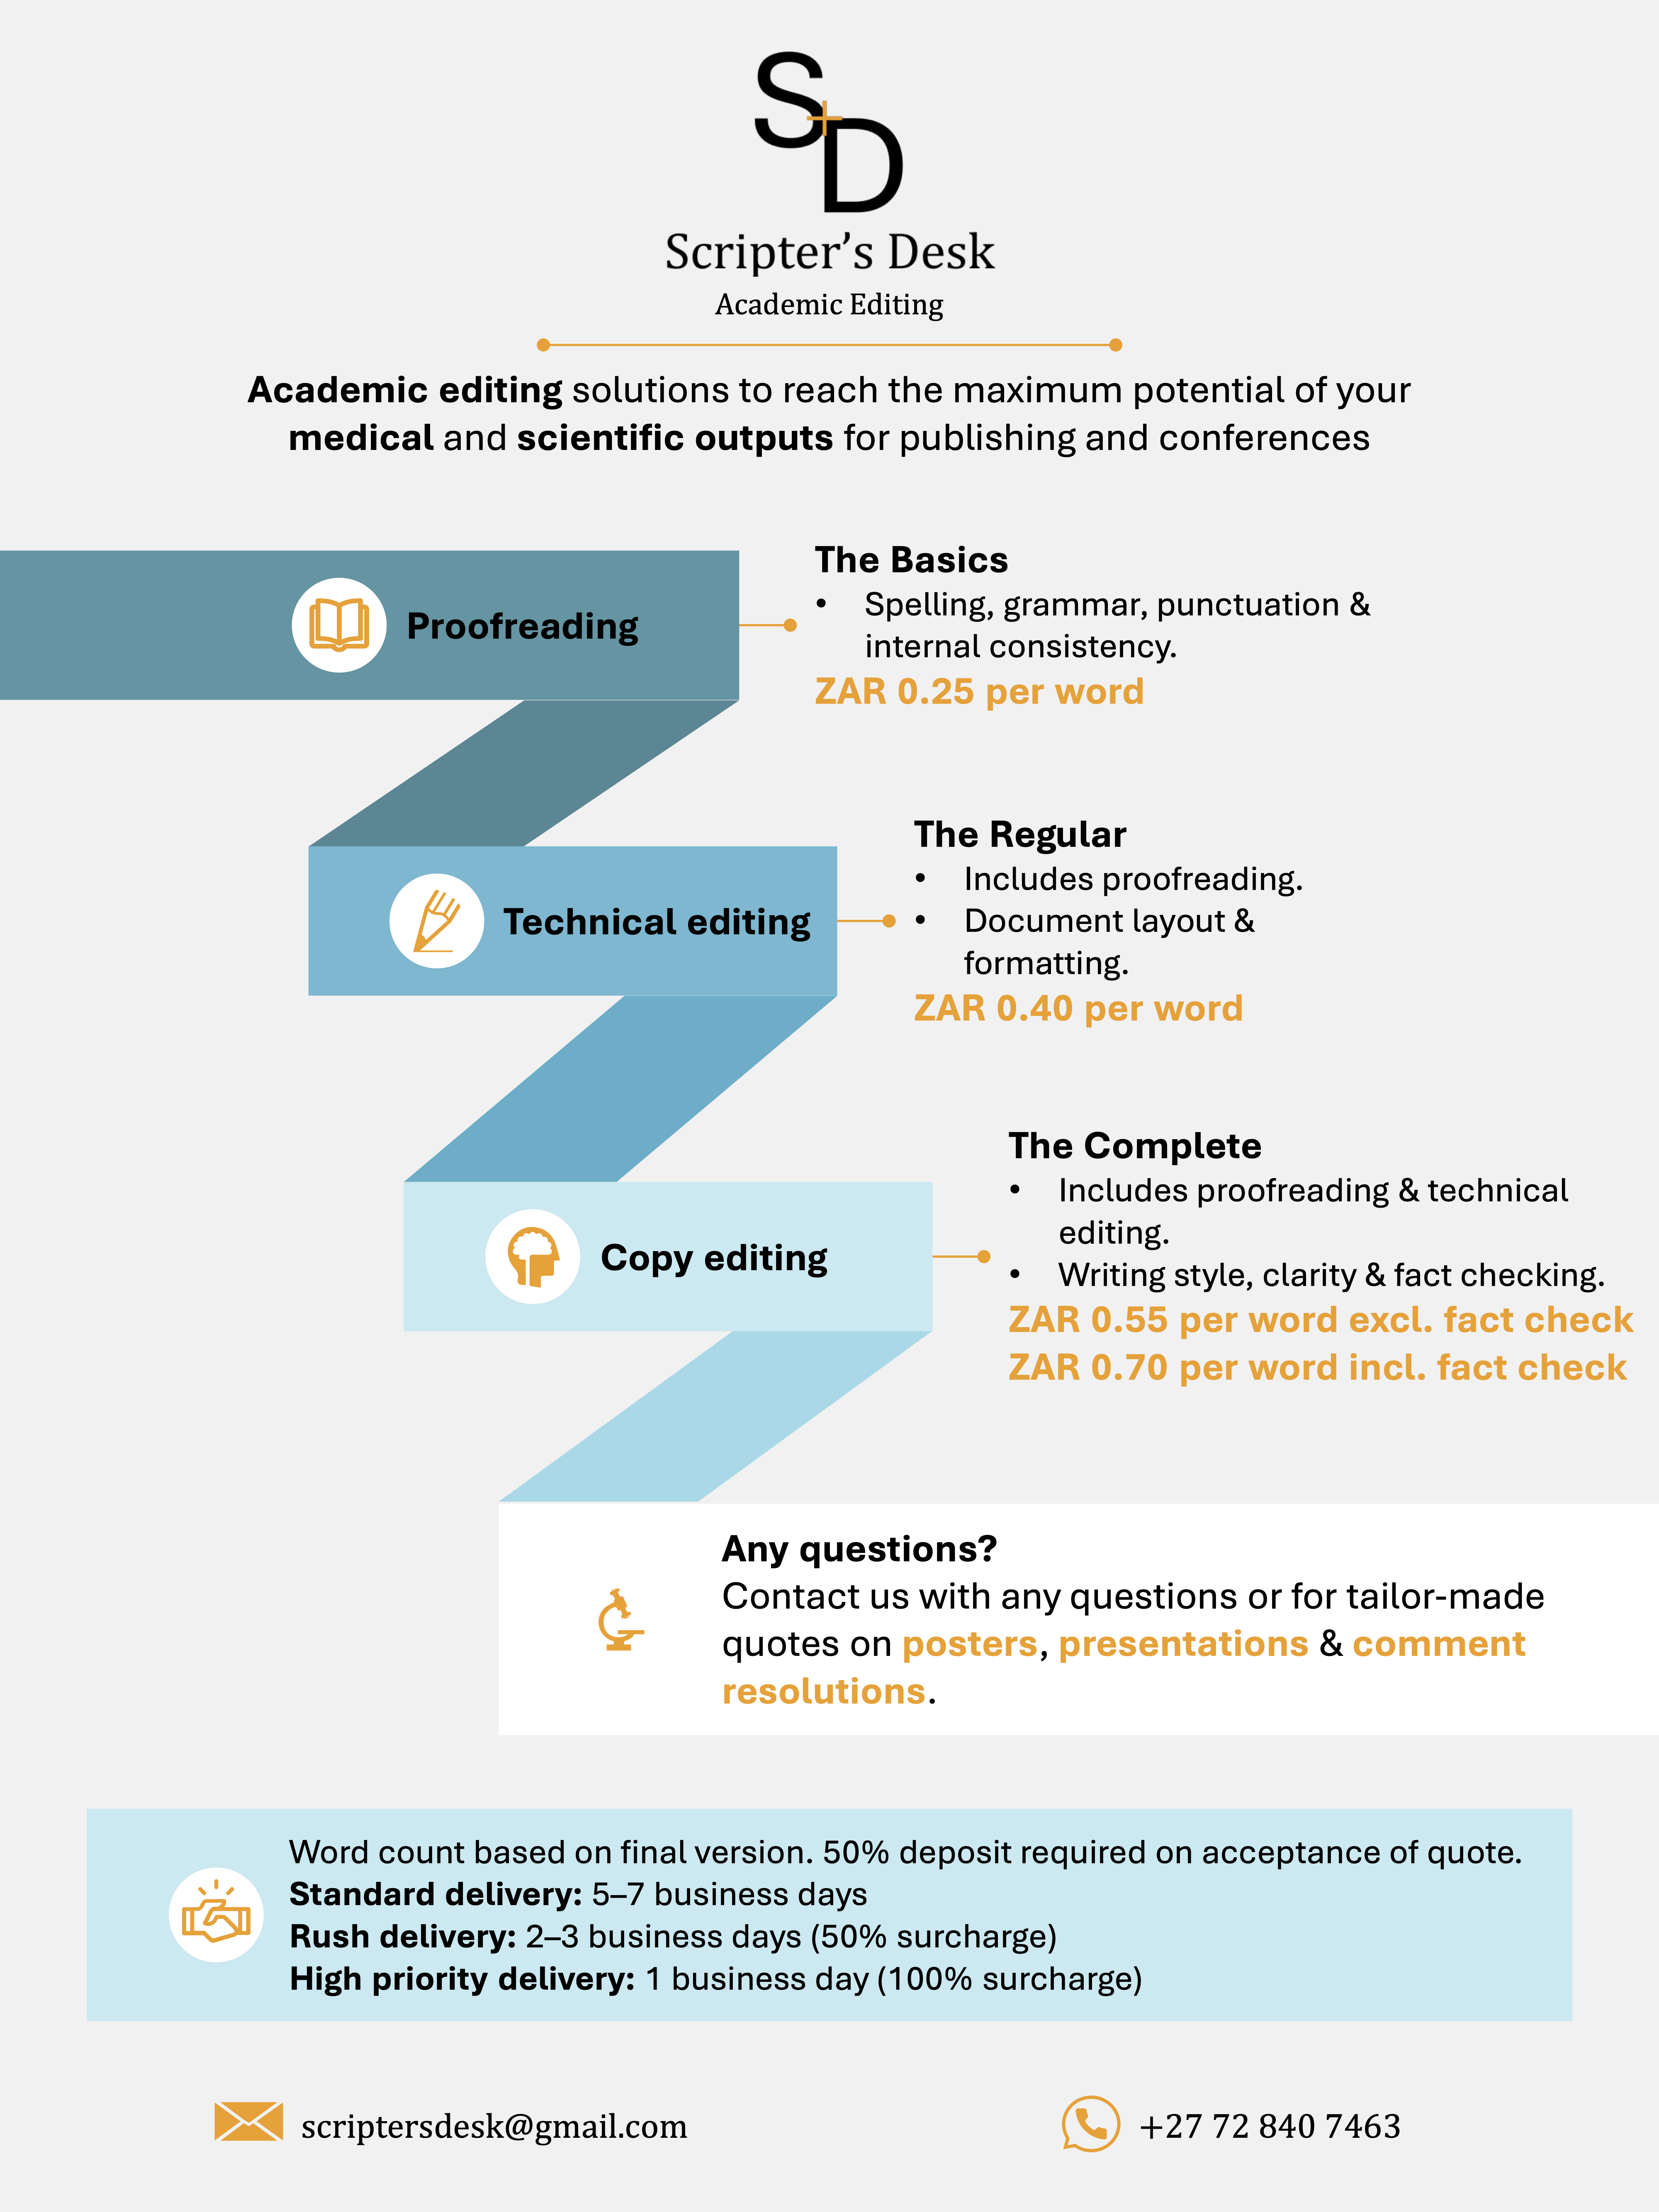 S+D
Scripter’s Desk
Academic Editing
Academic editing solutions to reach the maximum potential of your
medical and scientific outputs for publishing and conferences
Proofreading
The Basics
• Spelling, grammar, punctuation &
internal consistency.
ZAR 0.25 per word
Technical editing
The Regular
• Includes proofreading.
• Document layout &
formatting.
ZAR 0.40 per word
Copy editing
The Complete
• Includes proofreading & technical
editing.
• Writing style, clarity & fact checking.
ZAR 0.55 per word excl. fact check
ZAR 0.70 per word incl. fact check
Any questions?
Contact us with any questions or for tailor-made
quotes on posters, presentations & comment
resolutions.
Word count based on final version. 50% deposit required on acceptance of quote.
Standard delivery: 5–7 business days
Rush delivery: 2–3 business days (50% surcharge)
High priority delivery: 1 business day (100% surcharge)
scriptersdesk@gmail.com
+27 72 840 7463